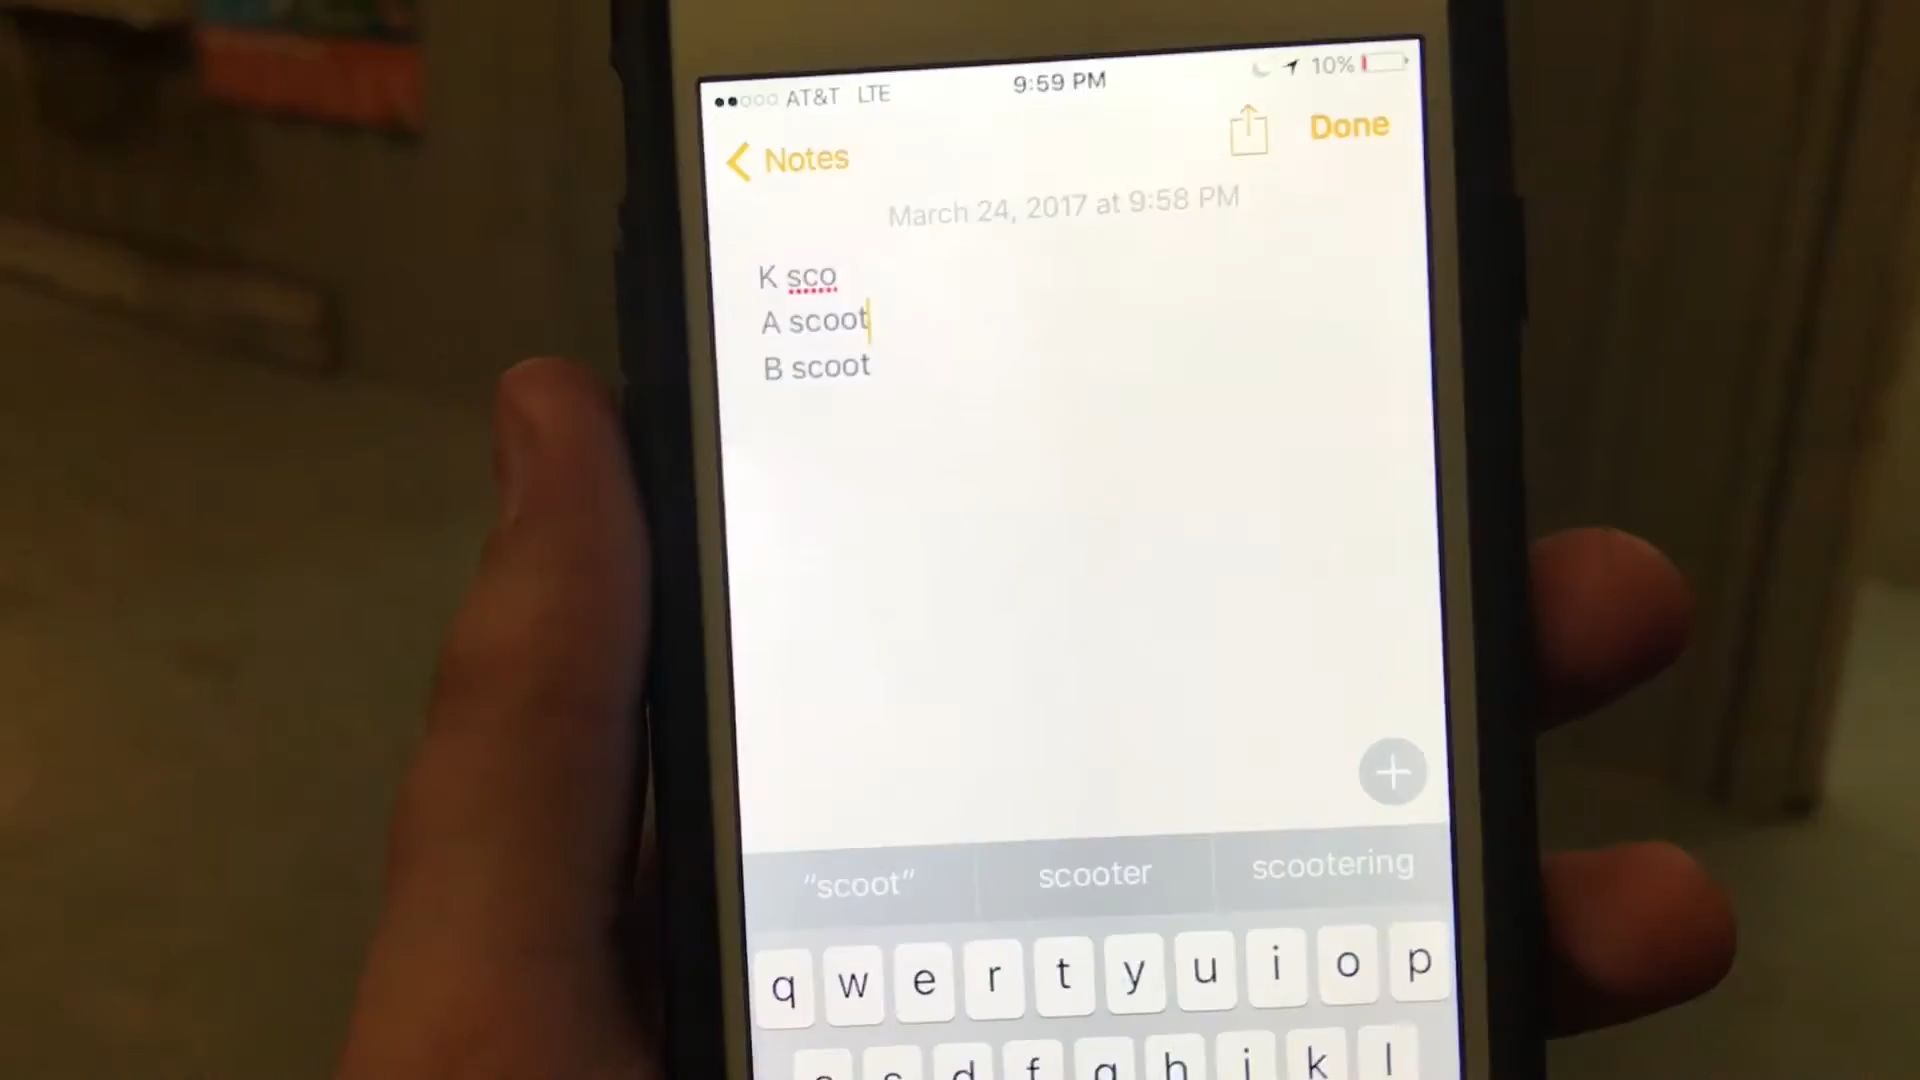 AT&T LTE 9:59 PM 10%
Notes Done
March 24, 2017 at 9:58 PM
K sco
A scoot
B scoot
"scoot" scooter scootering
q w e r t y u i o p
a s d f g h j k l